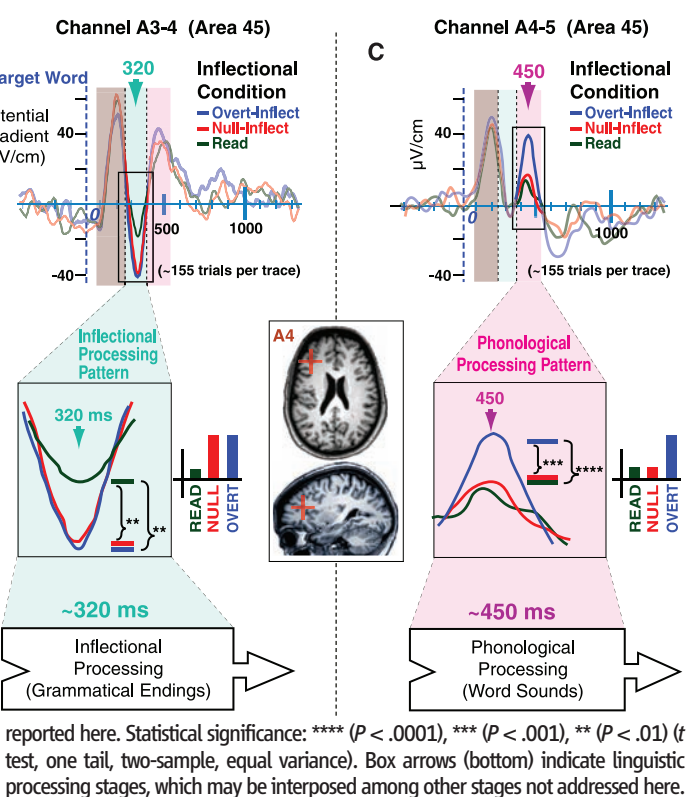 Channel A3-4 (Area 45)
320
Target Word
Inflectional
Condition
Overt-Inflect
Null-Inflect
Read
40
0
500
1000
-40
(~155 trials per trace)
Inflectional
Processing
Pattern
320 ms
**
**
READ
NULL
OVERT
~320 ms
Inflectional
Processing
(Grammatical Endings)
A4
Channel A4-5 (Area 45)
C
450
µV/cm
Inflectional
Condition
Overt-Inflect
Null-Inflect
Read
40
0
1000
-40
(~155 trials per trace)
Phonological
Processing Pattern
450
***
****
READ
NULL
OVERT
~450 ms
Phonological
Processing
(Word Sounds)
reported here. Statistical significance: **** (P < .0001), *** (P < .001), ** (P < .01) (t
test, one tail, two-sample, equal variance). Box arrows (bottom) indicate linguistic
processing stages, which may be interposed among other stages not addressed here.